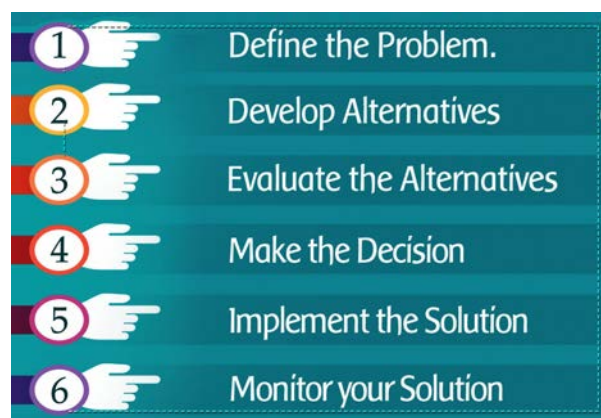 1 Define the Problem.
2 Develop Alternatives
3 Evaluate the Alternatives
4 Make the Decision
5 Implement the Solution
6 Monitor your Solution